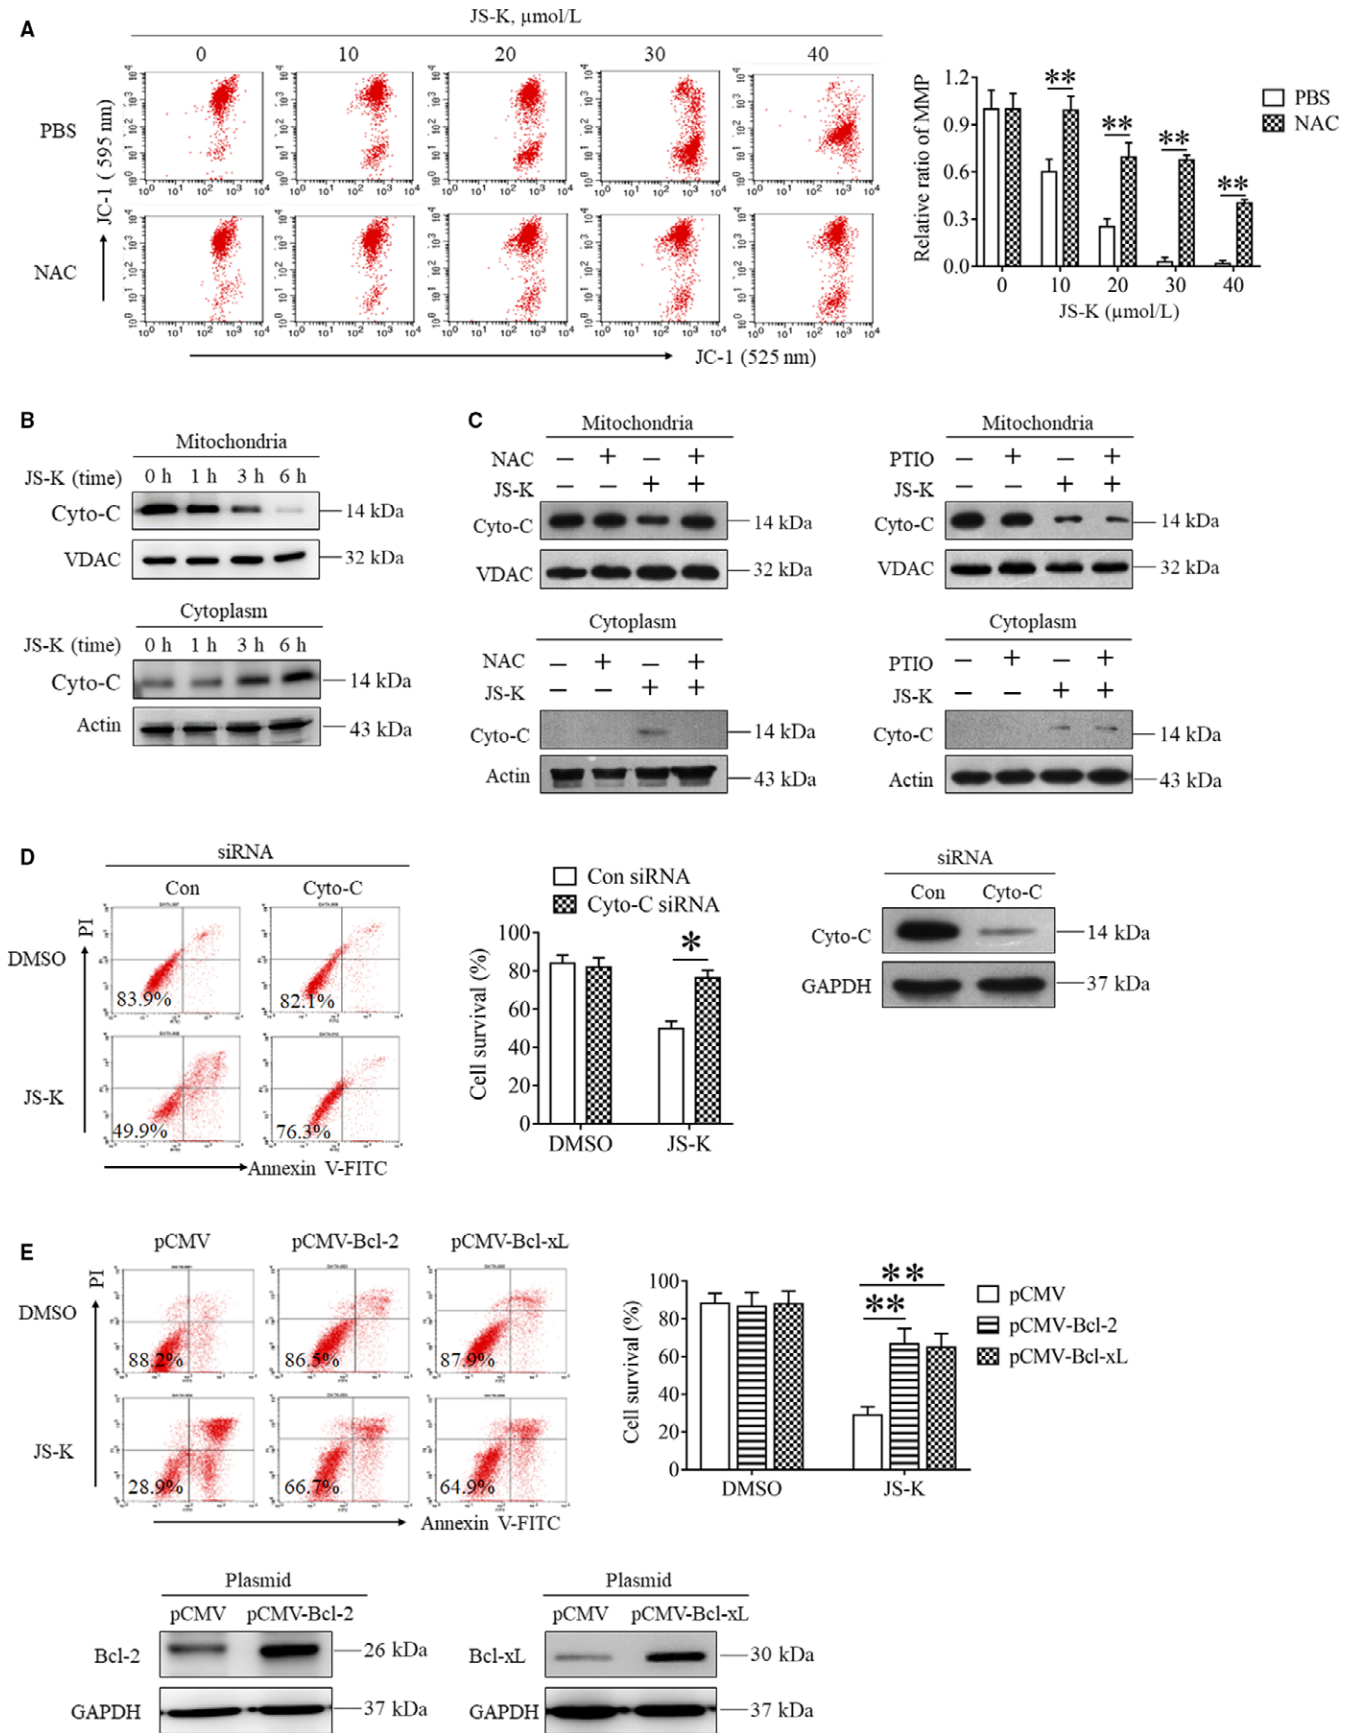 A
JS-K, µmol/L
0 10 20 30 40
PBS
NAC
JC-1 (595 nm)
10⁰ 10¹ 10² 10³ 10⁴
JC-1 (525 nm)
Relative ratio of MMP
1.2
0.9
0.6
0.3
0.0
** ** ** **
0 10 20 30 40
JS-K (µmol/L)
PBS
NAC
B
Mitochondria
JS-K (time) 0 h 1 h 3 h 6 h
Cyto-C 14 kDa
VDAC 32 kDa
Cytoplasm
JS-K (time) 0 h 1 h 3 h 6 h
Cyto-C 14 kDa
Actin 43 kDa
C
Mitochondria
NAC − + − +
JS-K − − + +
Cyto-C 14 kDa
VDAC 32 kDa
Cytoplasm
NAC − + − +
JS-K − − + +
Cyto-C 14 kDa
Actin 43 kDa
Mitochondria
PTIO − + − +
JS-K − − + +
Cyto-C 14 kDa
VDAC 32 kDa
Cytoplasm
PTIO − + − +
JS-K − − + +
Cyto-C 14 kDa
Actin 43 kDa
D
siRNA
Con Cyto-C
PI
DMSO
83.9% 82.1%
JS-K
49.9% 76.3%
Annexin V-FITC
Con siRNA
Cyto-C siRNA
Cell survival (%)
100
80
60
40
20
0
*
DMSO JS-K
siRNA
Con Cyto-C
Cyto-C 14 kDa
GAPDH 37 kDa
E
pCMV pCMV-Bcl-2 pCMV-Bcl-xL
PI
DMSO
88.2% 86.5% 87.9%
JS-K
28.9% 66.7% 64.9%
Annexin V-FITC
Cell survival (%)
100
80
60
40
20
0
**
**
DMSO JS-K
pCMV
pCMV-Bcl-2
pCMV-Bcl-xL
Plasmid
pCMV pCMV-Bcl-2
Bcl-2 26 kDa
GAPDH 37 kDa
Plasmid
pCMV pCMV-Bcl-xL
Bcl-xL 30 kDa
GAPDH 37 kDa